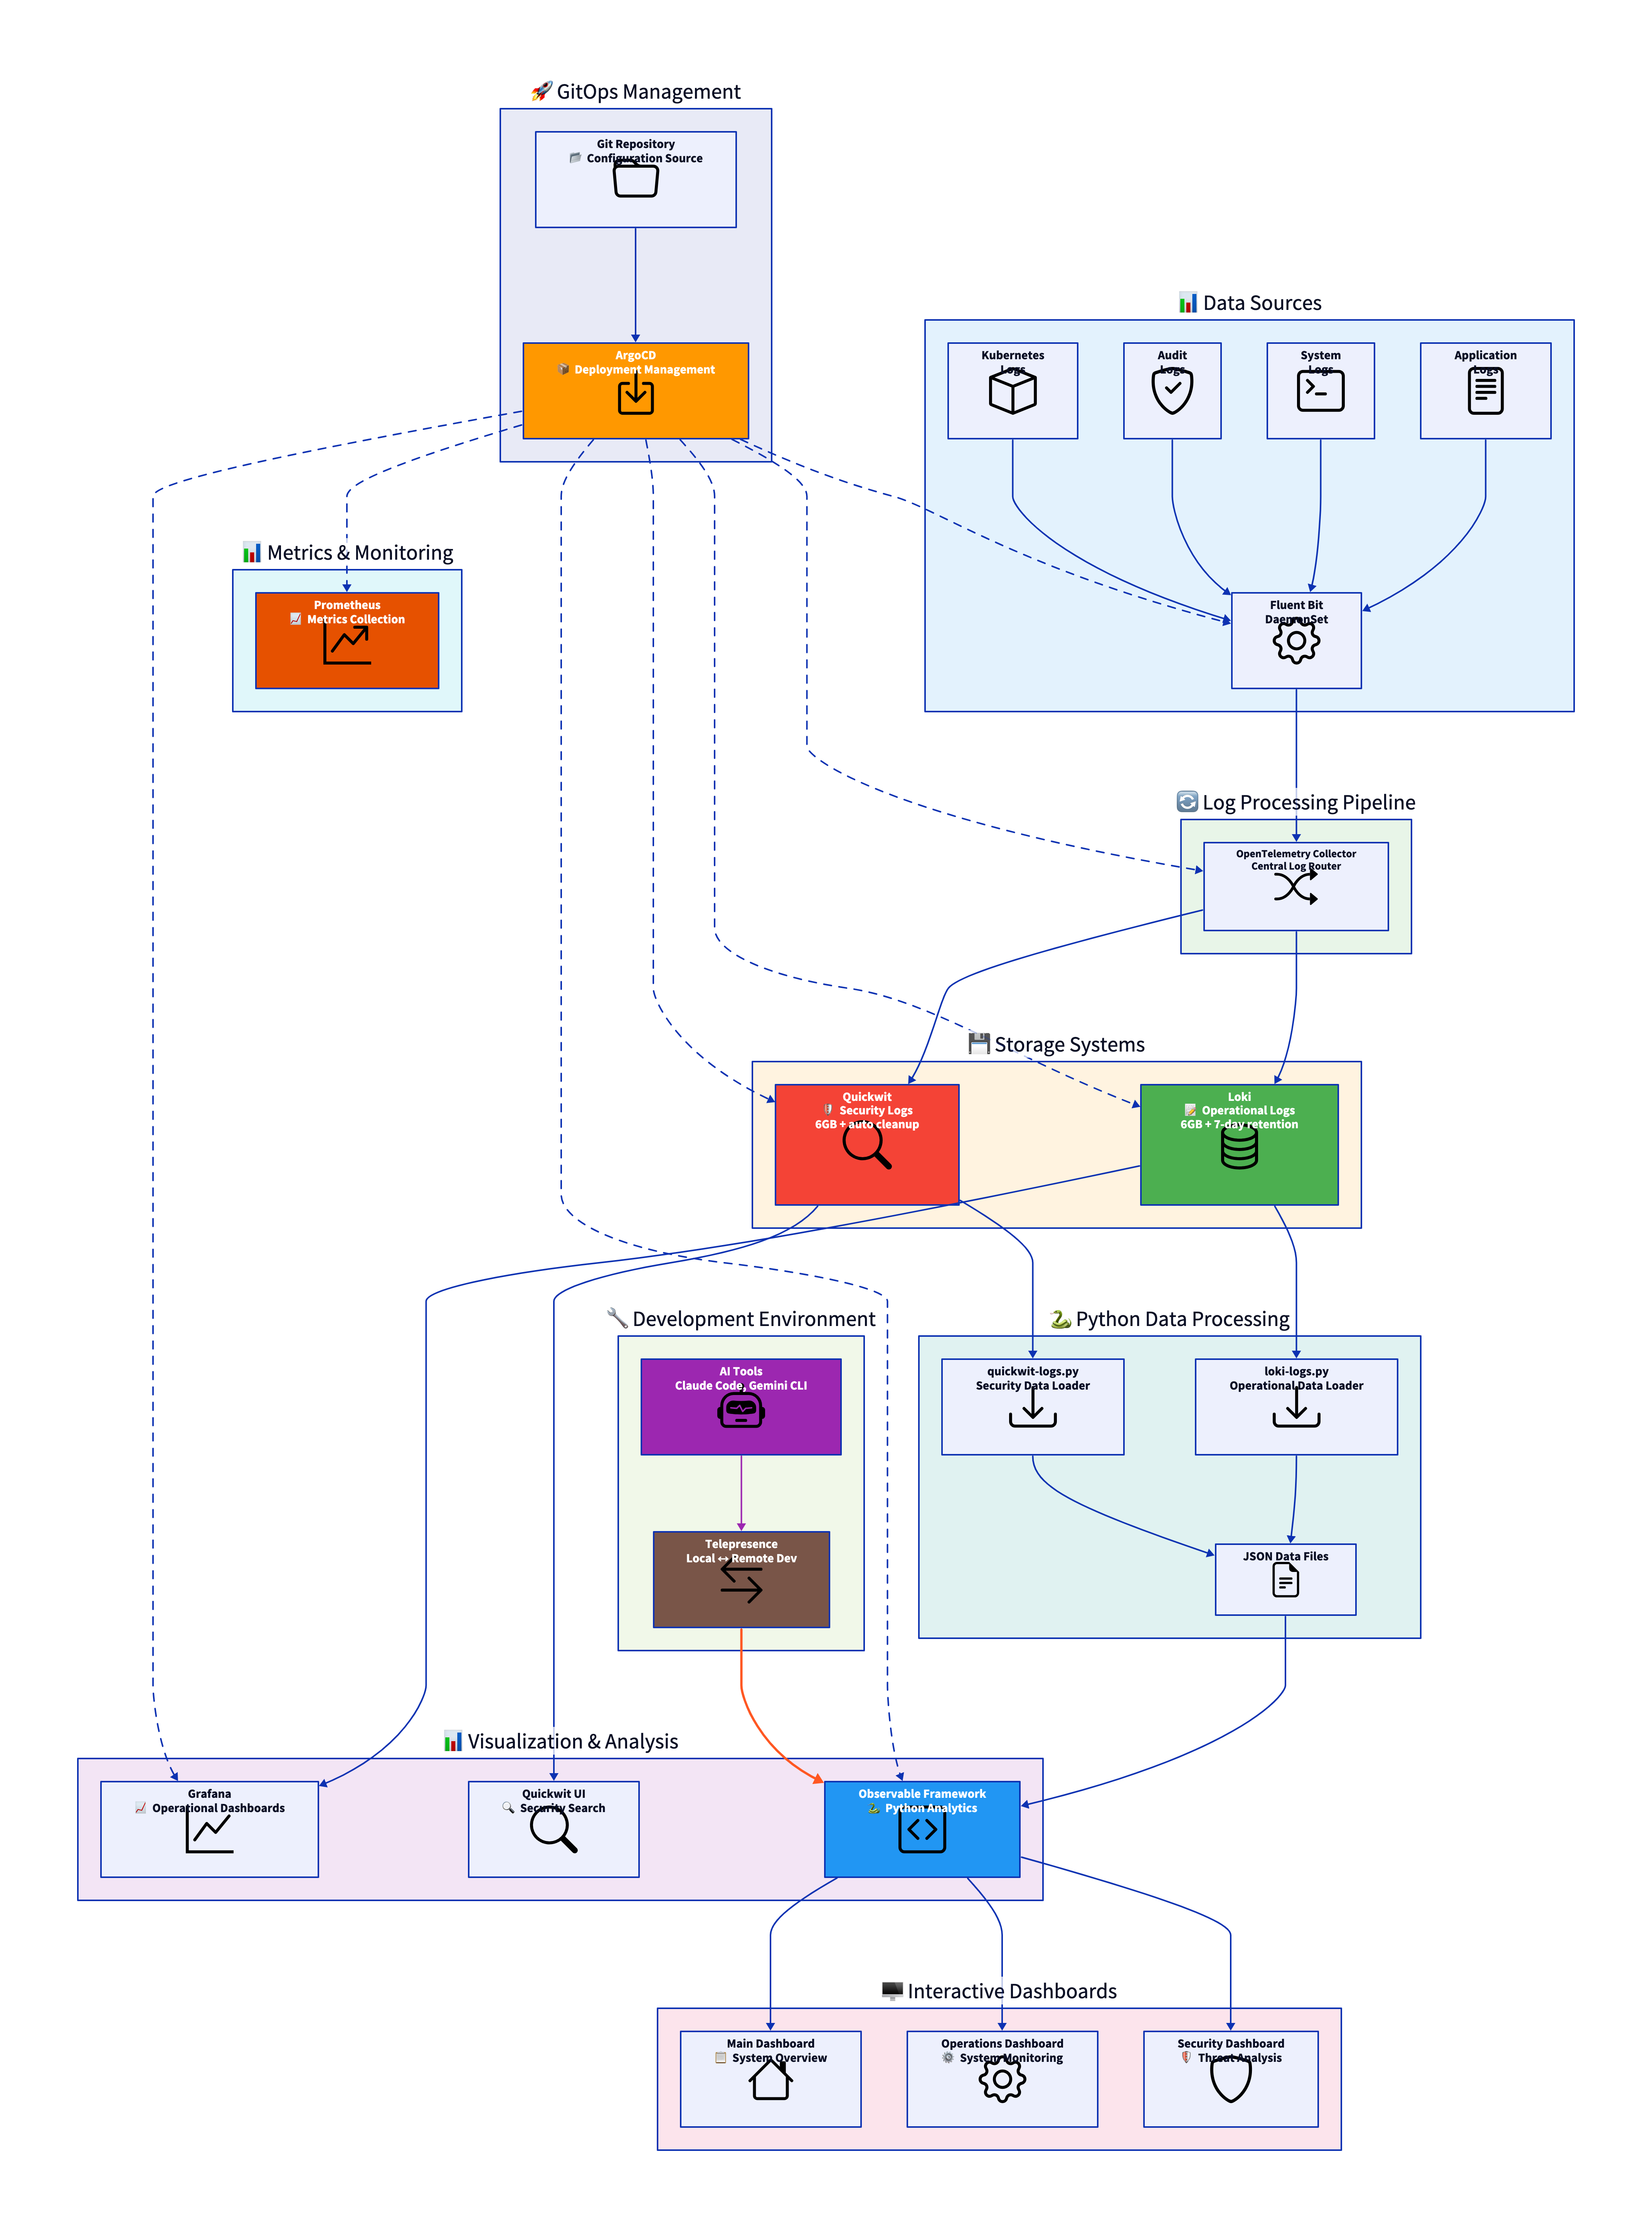 🚀 GitOps Management
Git Repository
📂 Configuration Source
ArgoCD
📦 Deployment Management
📊 Data Sources
Kubernetes
Logs
Audit
Logs
System
Logs
Application
Logs
Fluent Bit
DaemonSet
📊 Metrics & Monitoring
Prometheus
📈 Metrics Collection
🔄 Log Processing Pipeline
OpenTelemetry Collector
Central Log Router
💾 Storage Systems
Quickwit
🛡️ Security Logs
6GB + auto cleanup
Loki
📝 Operational Logs
6GB + 7-day retention
🔧 Development Environment
AI Tools
Claude Code, Gemini CLI
Telepresence
Local ↔ Remote Dev
🐍 Python Data Processing
quickwit-logs.py
Security Data Loader
loki-logs.py
Operational Data Loader
JSON Data Files
📊 Visualization & Analysis
Grafana
📈 Operational Dashboards
Quickwit UI
🔍 Security Search
Observable Framework
🐍 Python Analytics
🖥️ Interactive Dashboards
Main Dashboard
📋 System Overview
Operations Dashboard
⚙️ System Monitoring
Security Dashboard
🛡️ Threat Analysis